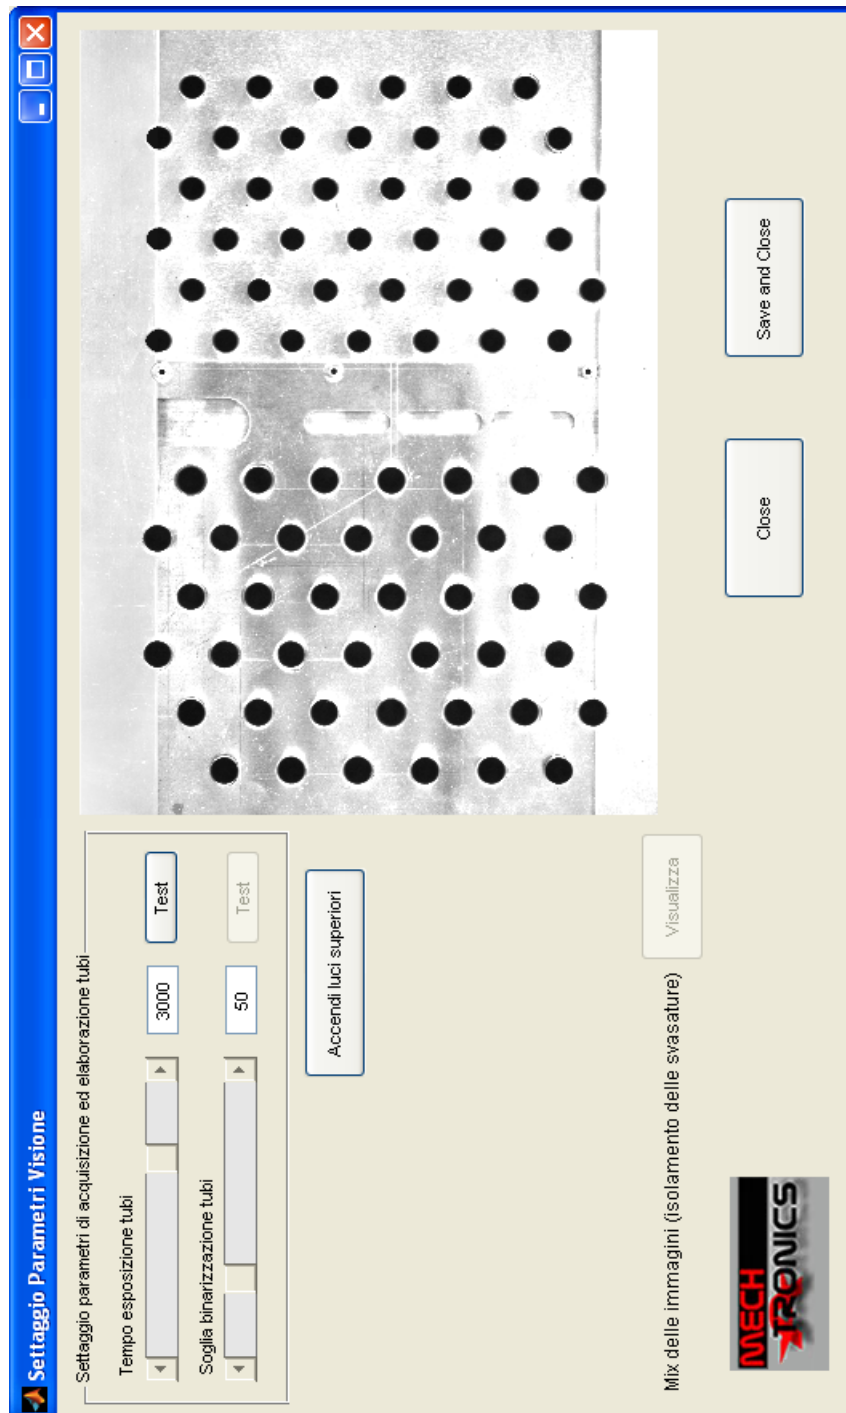 Settaggio Parametri Visione
Settaggio parametri di acquisizione ed elaborazione tubi
Tempo esposizione tubi
3000
Test
Soglia binarizzazione tubi
50
Test
Accendi luci superiori
Mix delle immagini (isolamento delle svasature)
Visualizza
MECH
TRONICS
Close
Save and Close